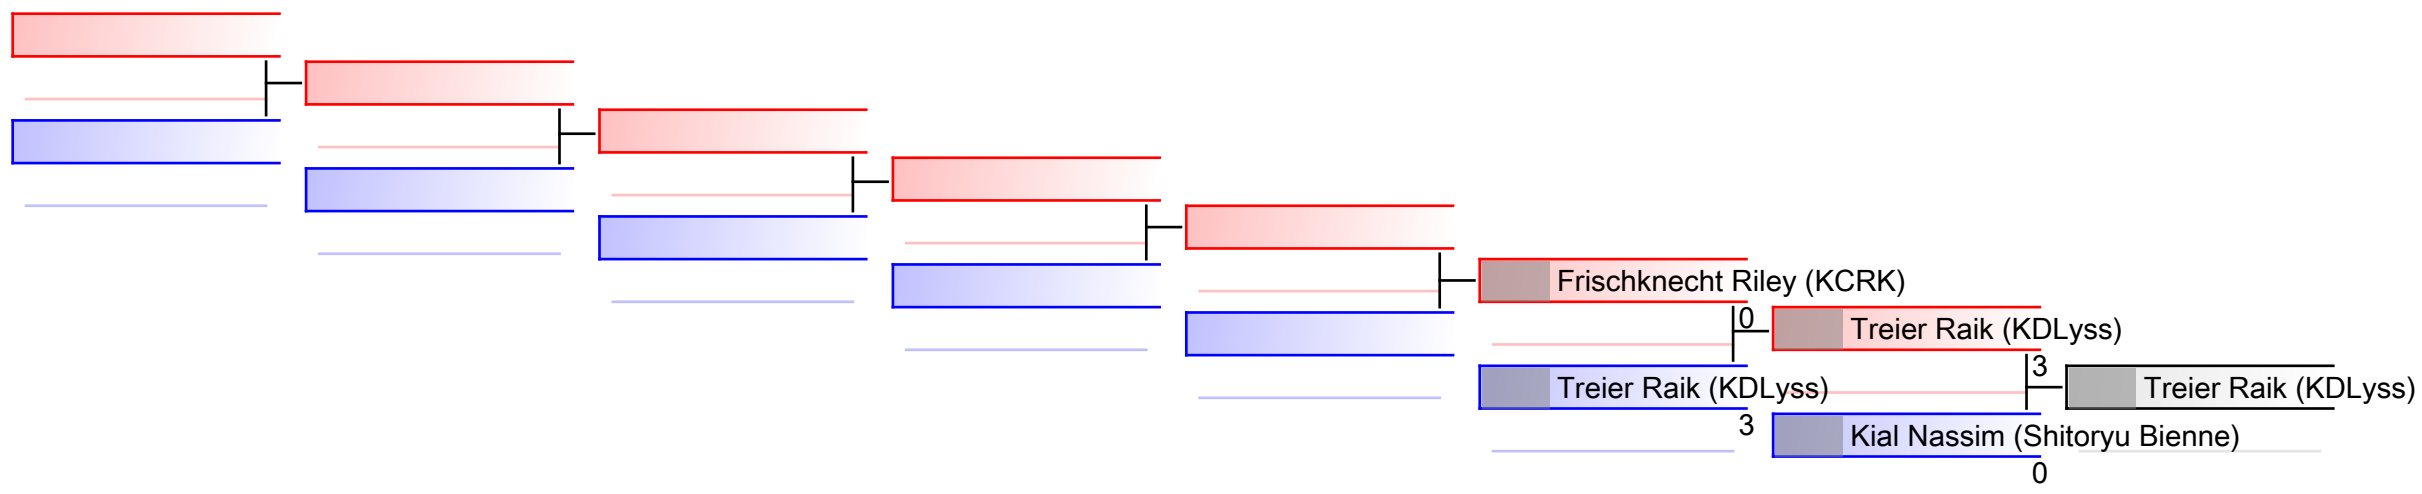 Frischknecht Riley (KCRK)
0
Treier Raik (KDLyss)
3
Treier Raik (KDLyss)
3
Kial Nassim (Shitoryu Bienne)
0
Treier Raik (KDLyss)